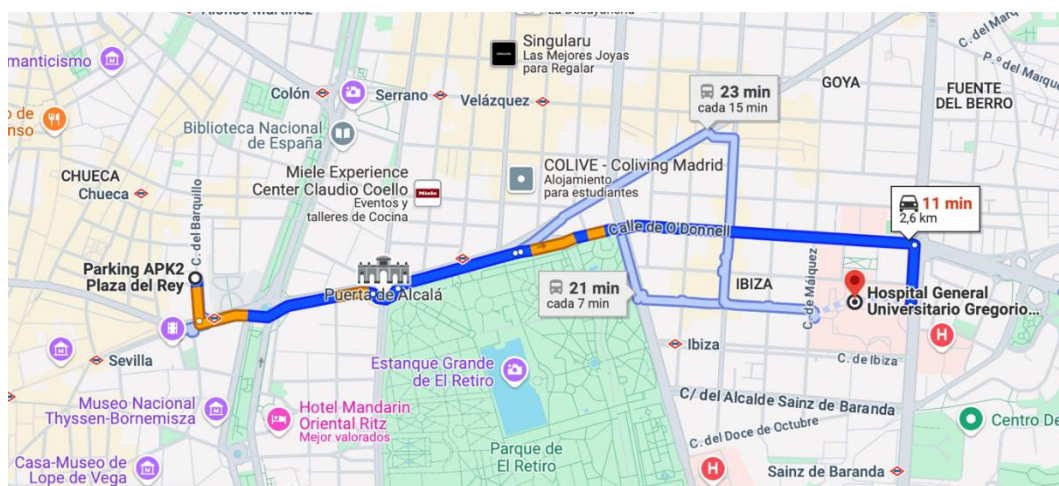 Singularu
Las Mejores Joyas
para Regalar
manticismo
Colón
Serrano
Velázquez
23 min
cada 15 min
GOYA
FUENTE
DEL BERRO
C. del Marq
P.º del Marque
Biblioteca Nacional
de España
CHUECA
Chueca
C. del Barquillo
Miele Experience
Center Claudio Coello
Eventos y
talleres de Cocina
Miele
COLIVE - Coliving Madrid
Alojamiento
para estudiantes
11 min
2,6 km
Calle de O'Donnell
Parking APK2
Plaza del Rey
Puerta de Alcalá
21 min
cada 7 min
IBIZA
C. de Máiquez
Hospital General
Universitario Gregorio...
H
Sevilla
Ibiza
C. de Ibiza
Estanque Grande
de El Retiro
Museo Nacional
Thyssen-Bornemisza
Hotel Mandarin
Oriental Ritz
Mejor valorados
C/ del Alcalde Sainz de Baranda
Centro De
C. del Doce de Octubre
Parque de
El Retiro
H
Casa-Museo de
Lope de Vega
Sainz de Baranda